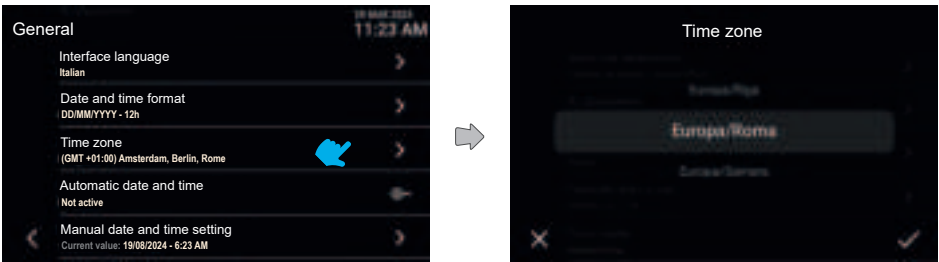 General
11:23 AM
Interface language
Italian
Date and time format
DD/MM/YYYY - 12h
Time zone
(GMT +01:00) Amsterdam, Berlin, Rome
Automatic date and time
Not active
Manual date and time setting
Current value: 19/08/2024 - 6:23 AM
Time zone
Europa/Roma